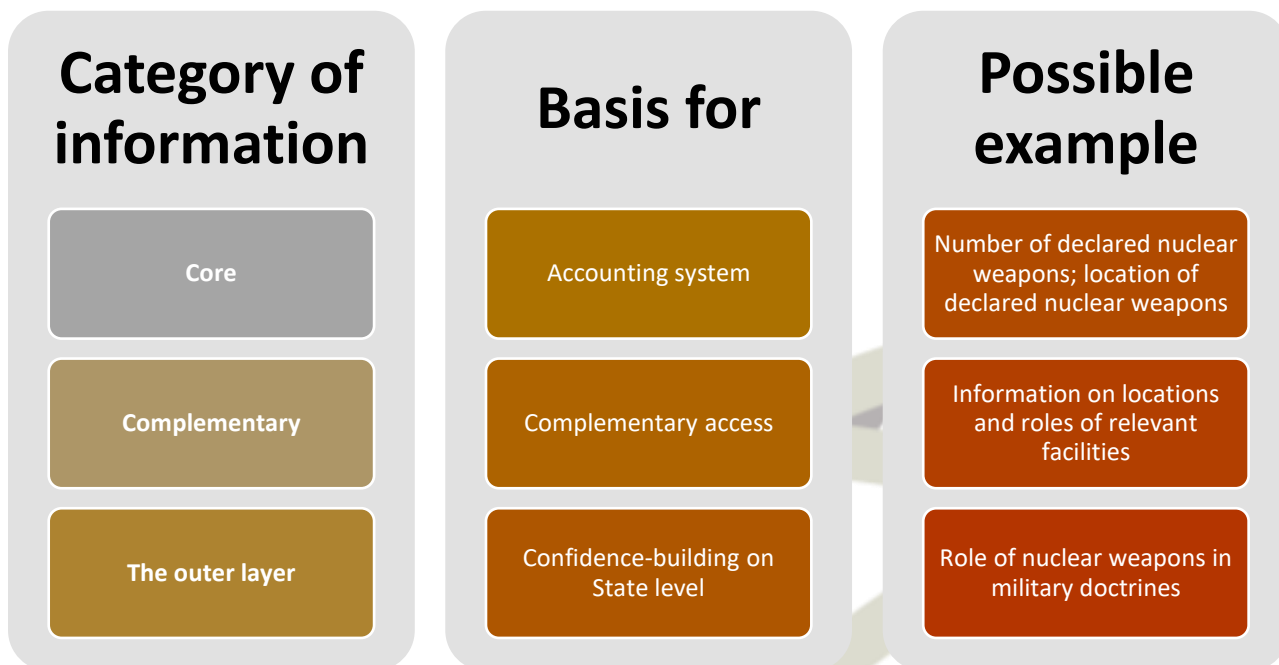 Category of
information
Core
Complementary
The outer layer
Basis for
Accounting system
Complementary access
Confidence-building on
State level
Possible
example
Number of declared nuclear
weapons; location of
declared nuclear weapons
Information on locations
and roles of relevant
facilities
Role of nuclear weapons in
military doctrines